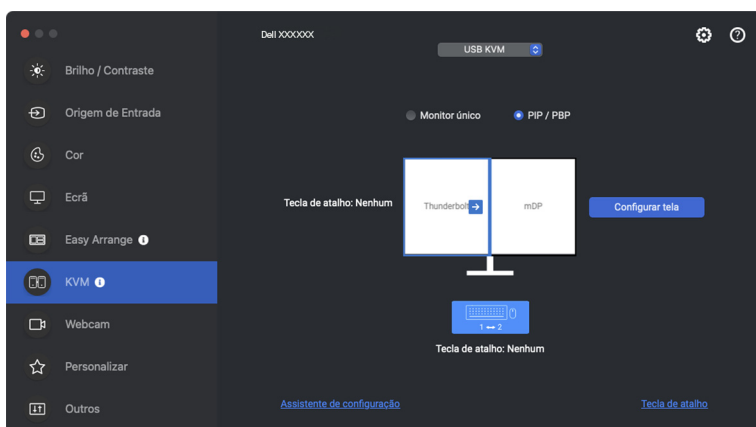 Dell XXXXXX
USB KVM
Brilho / Contraste
Origem de Entrada
Cor
Ecrã
Easy Arrange
KVM
Webcam
Personalizar
Outros
Monitor único
PIP / PBP
Tecla de atalho: Nenhum
Thunderbolt
mDP
Configurar tela
1 2
Tecla de atalho: Nenhum
Assistente de configuração
Tecla de atalho